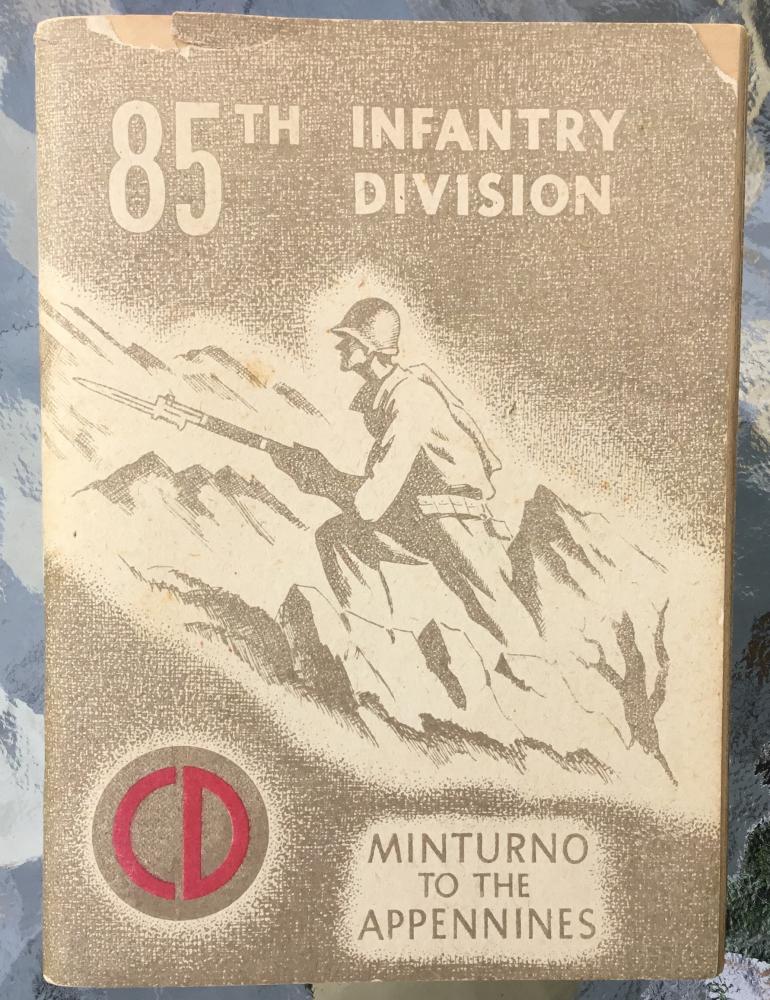 85TH INFANTRY
DIVISION
CD
MINTURNO
TO THE
APPENNINES